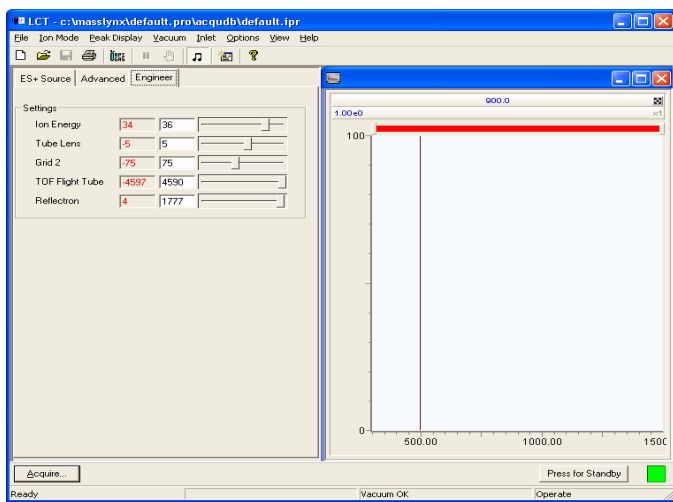 LCT - c:\masslynx\default.pro\acqudb\default.ipr
File Ion Mode Peak Display Vacuum Inlet Options View Help
ES+ Source Advanced Engineer
Settings
Ion Energy 34 36
Tube Lens -5 5
Grid 2 -75 75
TOF Flight Tube -4597 4590
Reflectron 4 1777
900.0
1.00e0 x1
100
0
500.00 1000.00 1500
Acquire... Press for Standby
Ready Vacuum OK Operate